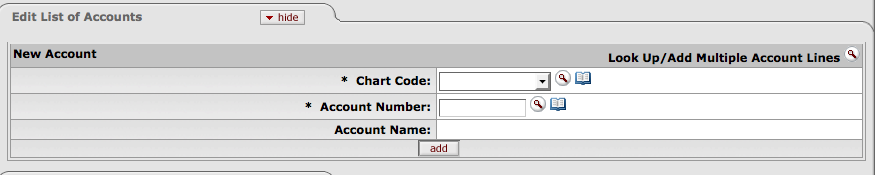 Edit List of Accounts
hide
New Account
Look Up/Add Multiple Account Lines
* Chart Code:
* Account Number:
Account Name:
add